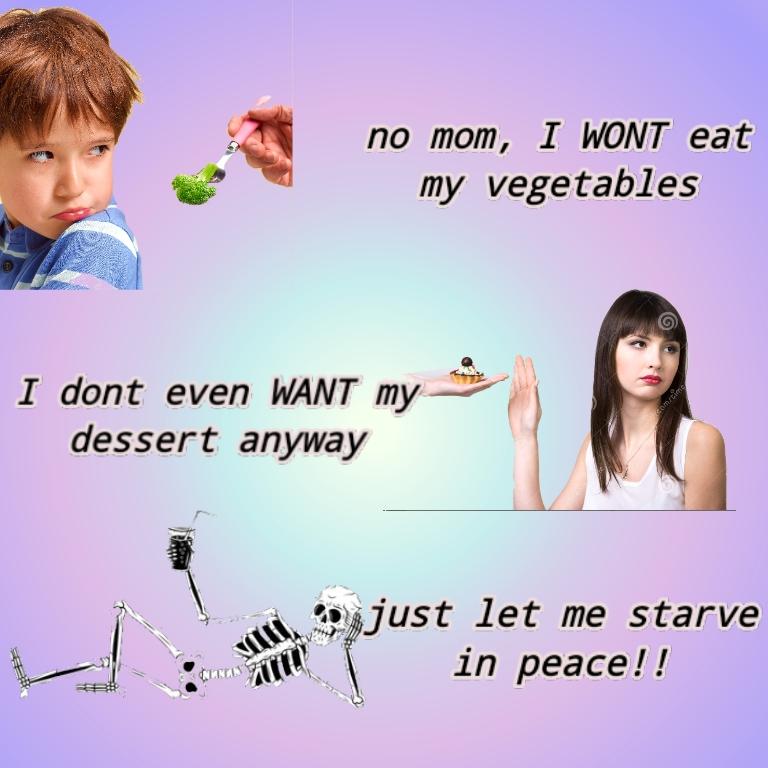 no mom, I WONT eat
my vegetables
I dont even WANT my
dessert anyway
just let me starve
in peace!!